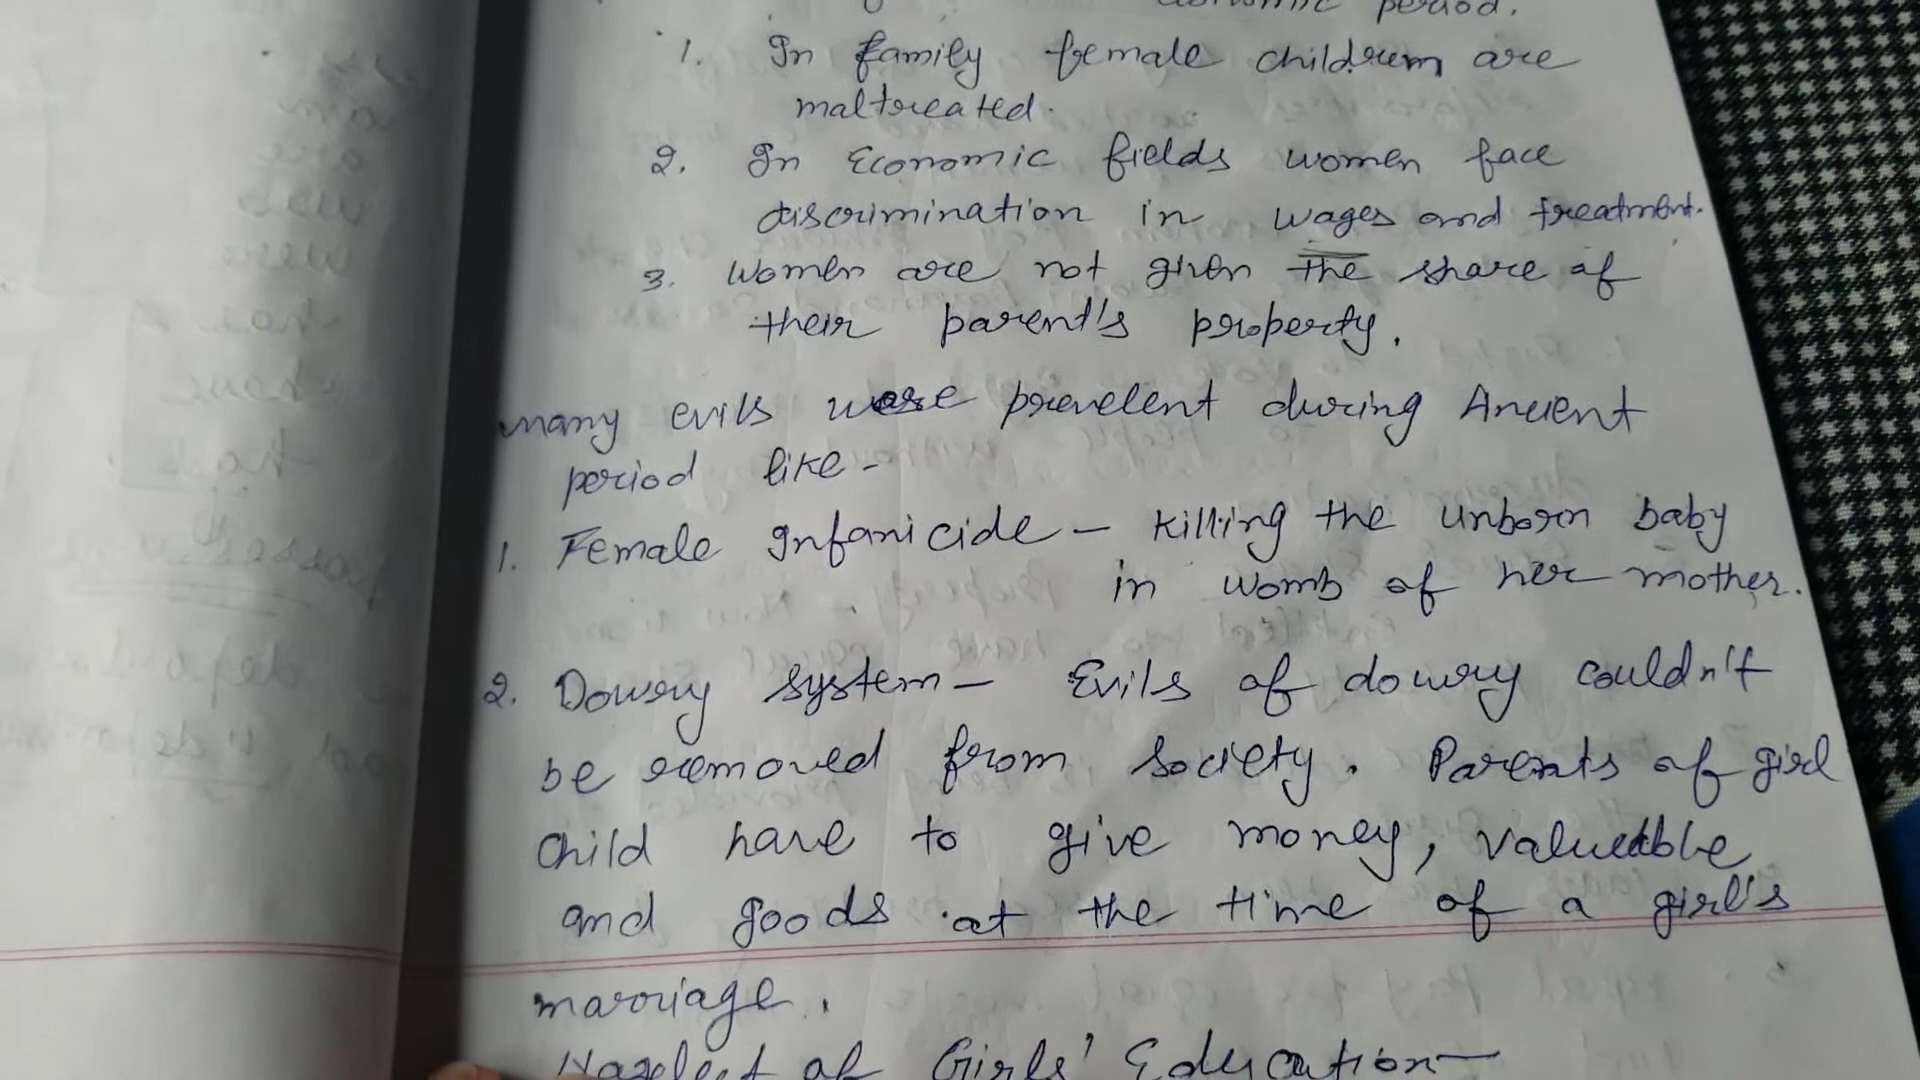 period.
1. In family female children are
maltreated.
2. In Economic fields women face
discrimination in wages and treatment.
3. Women are not given the share of
their parent's property.
many evils were prevelent during Ancient
period like -
1. Female Infanicide - Killing the unborn baby
in womb of her mother.
2. Dowry system - Evils of dowry couldn't
be removed from society. Parents of girl
child have to give money, valuable
and goods at the time of a girl's
marriage.
Neglect of Girls' Education -